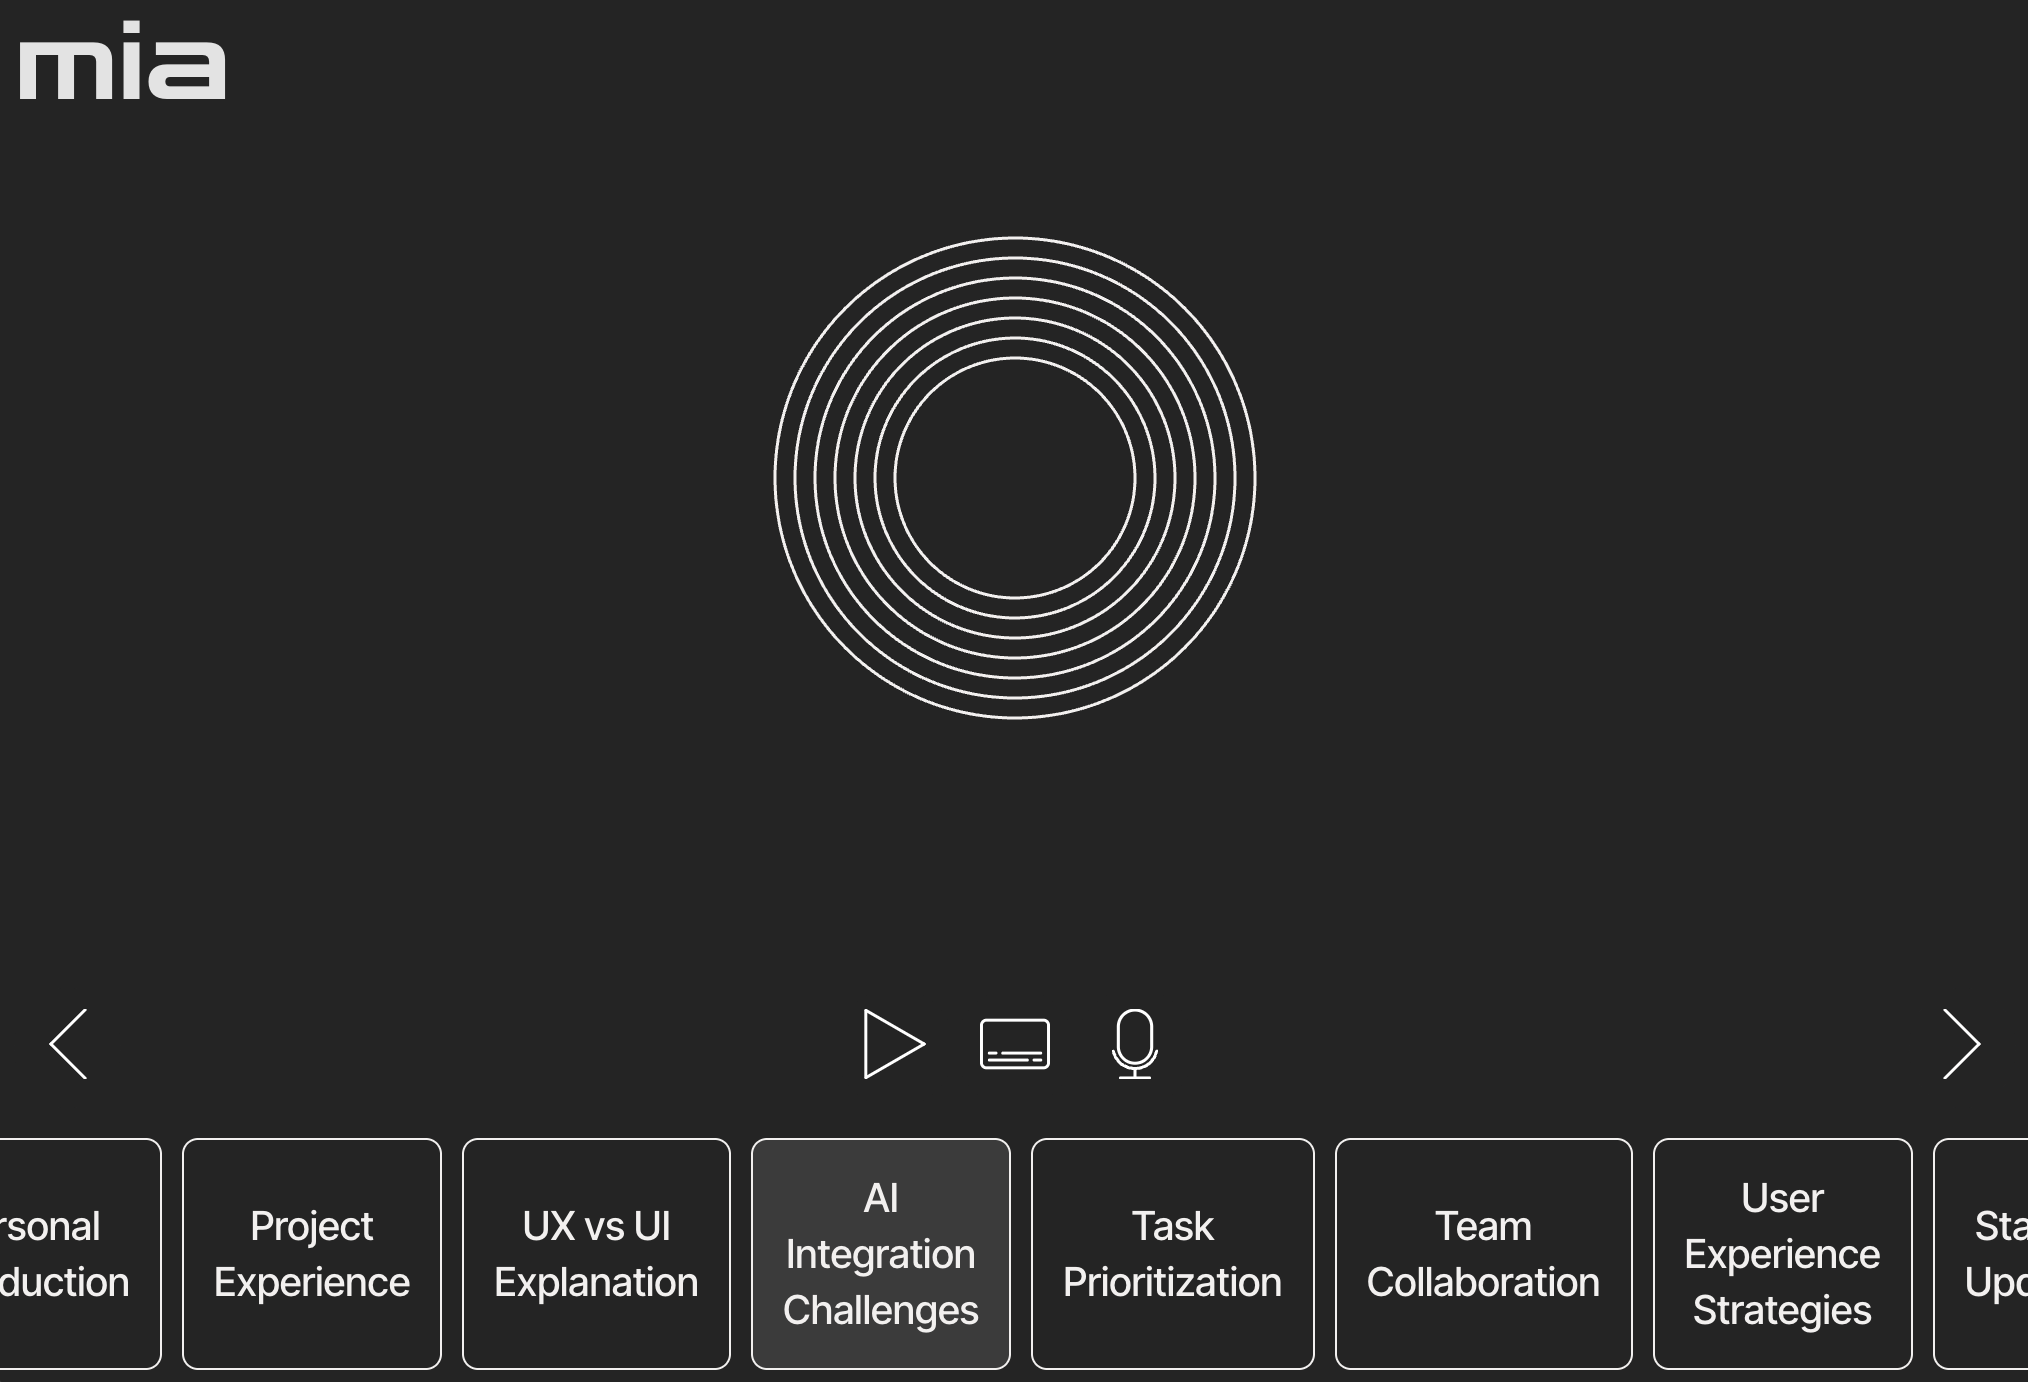 mia
rsonal
duction
Project
Experience
UX vs UI
Explanation
AI
Integration
Challenges
Task
Prioritization
Team
Collaboration
User
Experience
Strategies
Sta
Upd